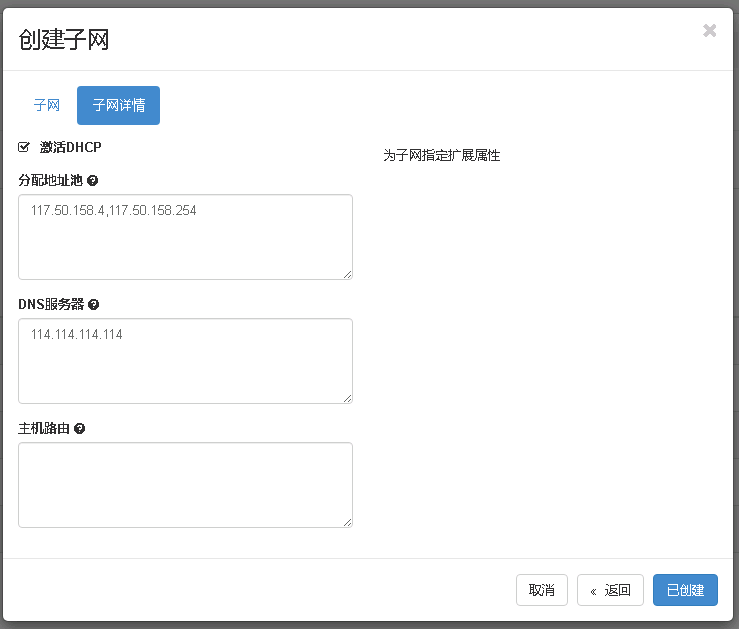 创建子网
子网 子网详情
激活DHCP
为子网指定扩展属性
分配地址池
117.50.158.4,117.50.158.254
DNS服务器
114.114.114.114
主机路由
取消 « 返回 已创建